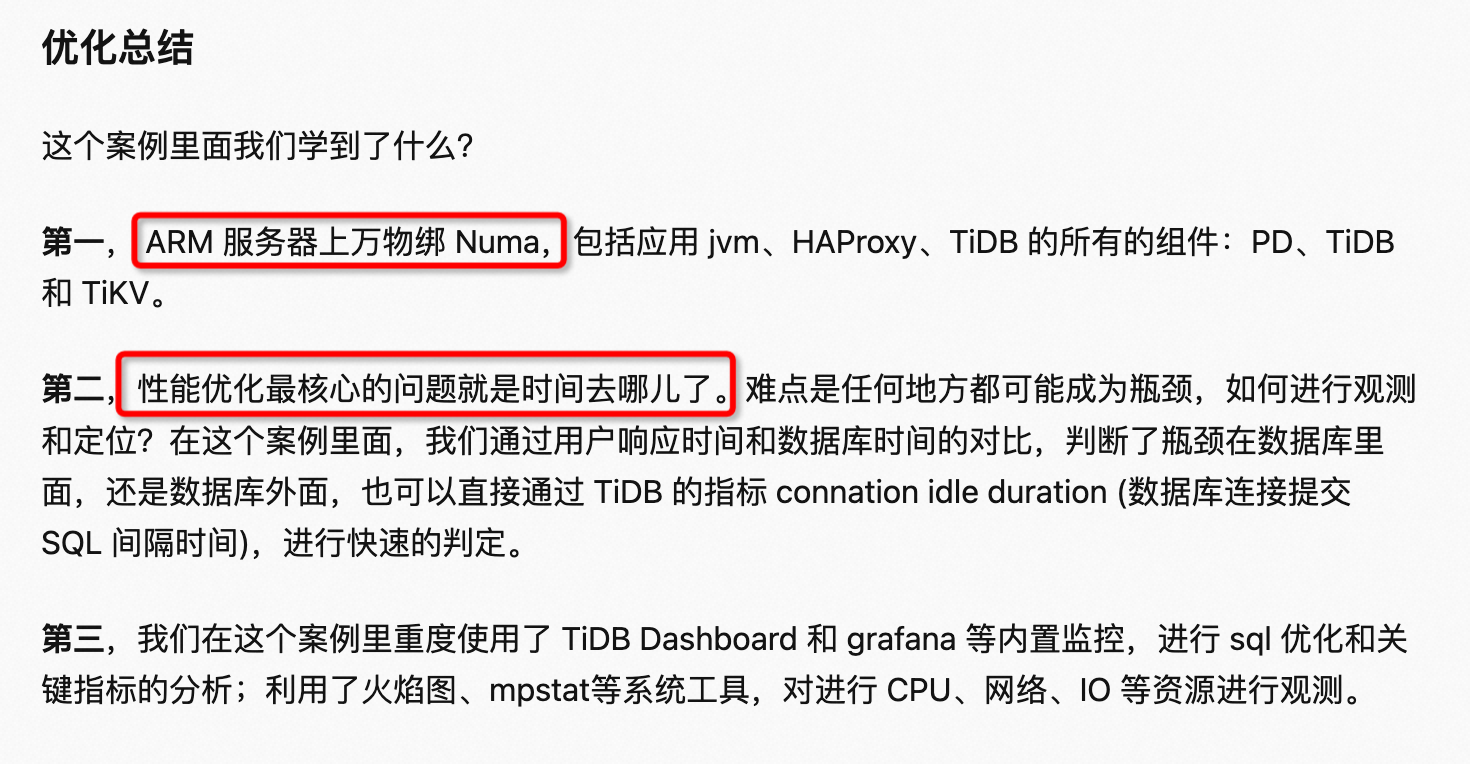 优化总结
这个案例里面我们学到了什么？
第一，ARM 服务器上万物绑 Numa，包括应用 jvm、HAProxy、TiDB 的所有的组件：PD、TiDB
和 TiKV。
第二，性能优化最核心的问题就是时间去哪儿了。难点是任何地方都可能成为瓶颈，如何进行观测
和定位？在这个案例里面，我们通过用户响应时间和数据库时间的对比，判断了瓶颈在数据库里
面，还是数据库外面，也可以直接通过 TiDB 的指标 connation idle duration (数据库连接提交
SQL 间隔时间)，进行快速的判定。
第三，我们在这个案例里重度使用了 TiDB Dashboard 和 grafana 等内置监控，进行 sql 优化和关
键指标的分析；利用了火焰图、mpstat等系统工具，对进行 CPU、网络、IO 等资源进行观测。